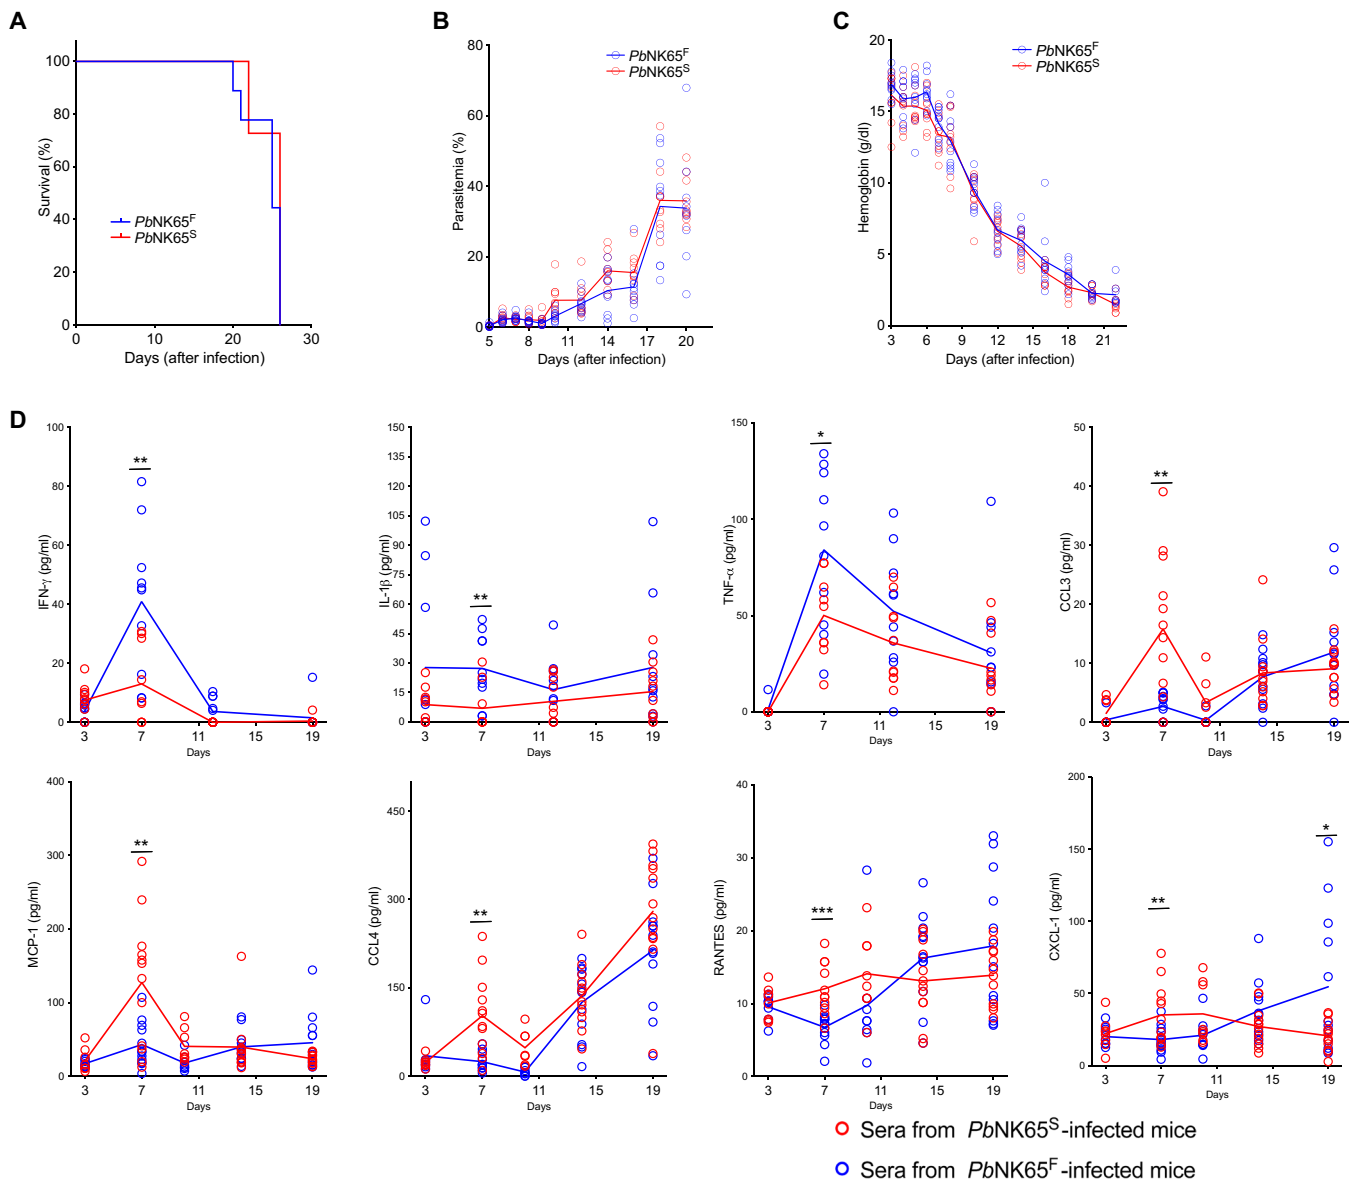 A
100
80
60
40
20
0
Survival (%)
PbNK65F
PbNK65S
0 10 20 30
Days (after infection)
B
80
60
40
20
0
Parasitemia (%)
PbNK65F
PbNK65S
5 8 11 14 17 20
Days (after infection)
C
20
15
10
5
0
Hemoglobin (g/dl)
PbNK65F
PbNK65S
3 6 9 12 15 18 21
Days (after infection)
D
100
80
60
40
20
0
IFN-γ (pg/ml)
**
3 7 11 15 19
Days
150
135
120
105
90
75
60
45
30
15
0
IL-1β (pg/ml)
**
3 7 11 15 19
Days
150
100
50
0
TNF-α (pg/ml)
*
3 7 11 15 19
Days
50
40
30
20
10
0
CCL3 (pg/ml)
**
3 7 11 15 19
Days
400
300
200
100
0
MCP-1 (pg/ml)
**
3 7 11 15 19
Days
450
300
150
0
CCL4 (pg/ml)
**
3 7 11 15 19
Days
40
30
20
10
0
RANTES (pg/ml)
***
3 7 11 15 19
Days
200
150
100
50
0
CXCL-1 (pg/ml)
**
*
3 7 11 15 19
Days
Sera from PbNK65S-infected mice
Sera from PbNK65F-infected mice